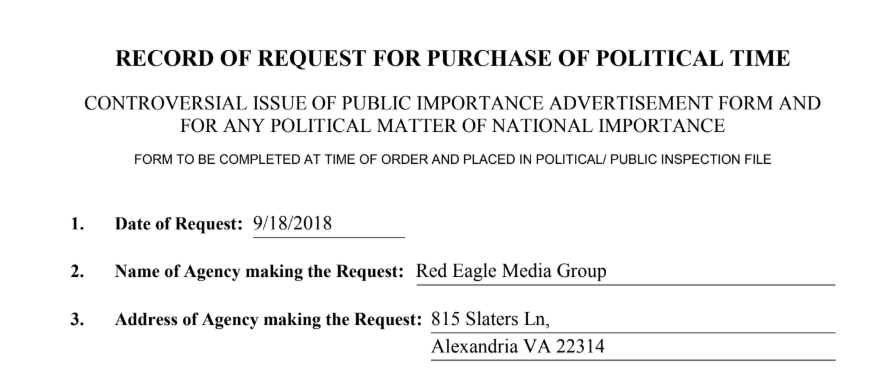 RECORD OF REQUEST FOR PURCHASE OF POLITICAL TIME
CONTROVERSIAL ISSUE OF PUBLIC IMPORTANCE ADVERTISEMENT FORM AND
FOR ANY POLITICAL MATTER OF NATIONAL IMPORTANCE
FORM TO BE COMPLETED AT TIME OF ORDER AND PLACED IN POLITICAL/ PUBLIC INSPECTION FILE
1. Date of Request: 9/18/2018
2. Name of Agency making the Request: Red Eagle Media Group
3. Address of Agency making the Request: 815 Slaters Ln,
Alexandria VA 22314